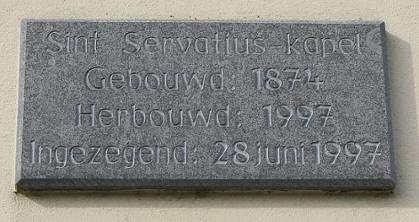 Sint Servatius-kapel
Gebouwd: 1874
Herbouwd: 1997
Ingezegend: 28 juni 1997